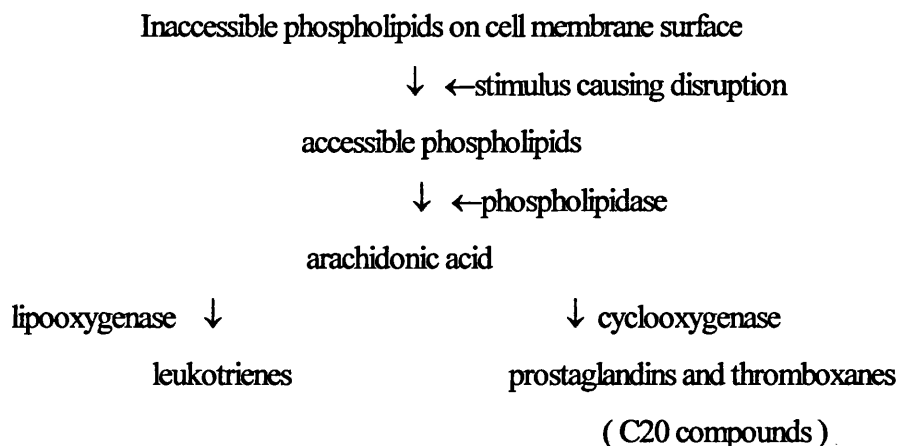 Inaccessible phospholipids on cell membrane surface
↓ ←stimulus causing disruption
accessible phospholipids
↓ ←phospholipidase
arachidonic acid
lipooxygenase ↓ ↓ cyclooxygenase
leukotrienes prostaglandins and thromboxanes
( C20 compounds )